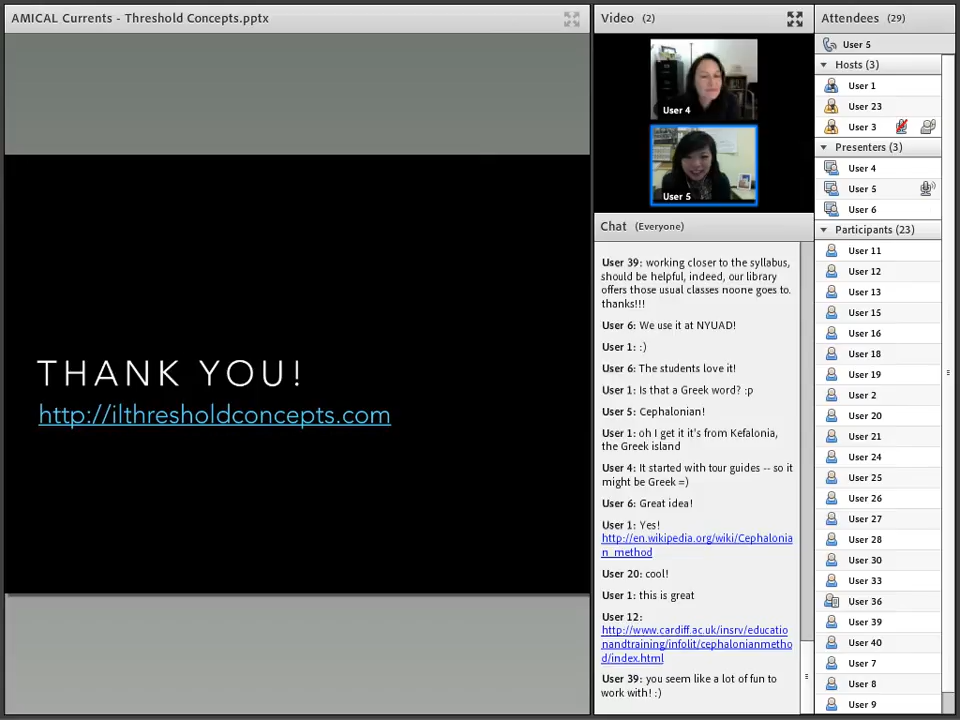 AMICAL Currents - Threshold Concepts.pptx
THANK YOU!
http://ilthresholdconcepts.com
Video (2)
User 4
User 5
Chat (Everyone)
User 39: working closer to the syllabus,
should be helpful, indeed, our library
offers those usual classes noone goes to.
thanks!!!
User 6: We use it at NYUAD!
User 1: :)
User 6: The students love it!
User 1: Is that a Greek word? :p
User 5: Cephalonian!
User 1: oh I get it it's from Kefalonia,
the Greek island
User 4: It started with tour guides -- so it
might be Greek =)
User 6: Great idea!
User 1: Yes!
http://en.wikipedia.org/wiki/Cephalonia
n_method
User 20: cool!
User 1: this is great
User 12:
http://www.cardiff.ac.uk/insrv/educatio
nandtraining/infolit/cephalonianmetho
d/index.html
User 39: you seem like a lot of fun to
work with! :)
Attendees (29)
User 5
Hosts (3)
User 1
User 23
User 3
Presenters (3)
User 4
User 5
User 6
Participants (23)
User 11
User 12
User 13
User 15
User 16
User 18
User 19
User 2
User 20
User 21
User 24
User 25
User 26
User 27
User 28
User 30
User 33
User 36
User 39
User 40
User 7
User 8
User 9